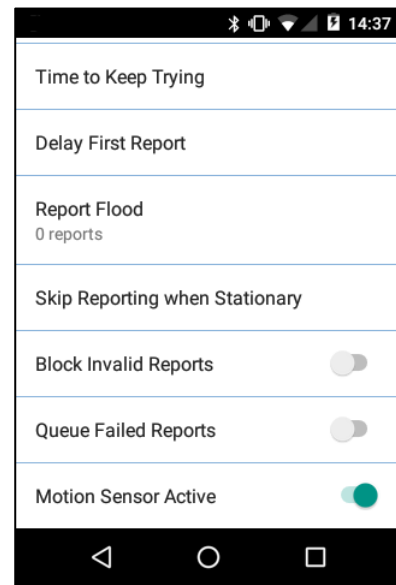 14:37
Time to Keep Trying
Delay First Report
Report Flood
0 reports
Skip Reporting when Stationary
Block Invalid Reports
Queue Failed Reports
Motion Sensor Active